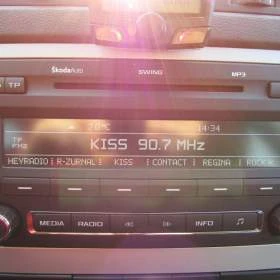 ŠkodaAuto SWING MP3
TP
20°C 14:34
TP KISS 90.7 MHz
FM2
HEYRADIO R-ZURNAL KISS CONTACT REGINA ROCK
MEDIA RADIO INFO